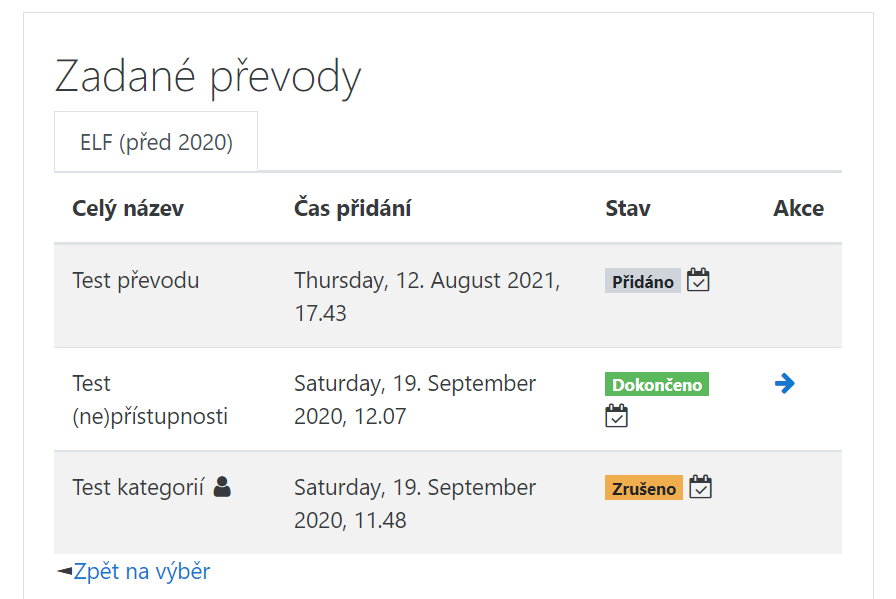 Zadané převody
ELF (před 2020)
Celý název Čas přidání Stav Akce
Test převodu Thursday, 12. August 2021, Přidáno
17.43
Test Saturday, 19. September Dokončeno
(ne)přístupnosti 2020, 12.07
Test kategorií Saturday, 19. September Zrušeno
2020, 11.48
◄Zpět na výběr